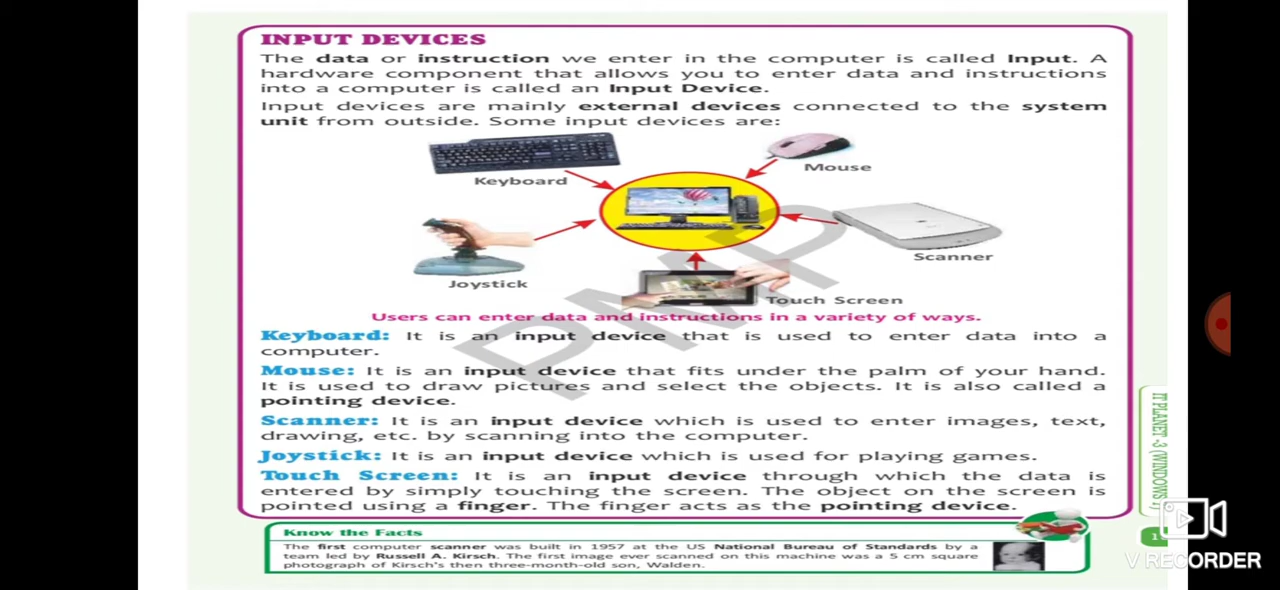 INPUT DEVICES
The data or instruction we enter in the computer is called Input. A
hardware component that allows you to enter data and instructions
into a computer is called an Input Device.
Input devices are mainly external devices connected to the system
unit from outside. Some input devices are:
Keyboard
Mouse
Joystick
Scanner
Touch Screen
Users can enter data and instructions in a variety of ways.
Keyboard: It is an input device that is used to enter data into a
computer.
Mouse: It is an input device that fits under the palm of your hand.
It is used to draw pictures and select the objects. It is also called a
pointing device.
Scanner: It is an input device which is used to enter images, text,
drawing, etc. by scanning into the computer.
Joystick: It is an input device which is used for playing games.
Touch Screen: It is an input device through which the data is
entered by simply touching the screen. The object on the screen is
pointed using a finger. The finger acts as the pointing device.
Know the Facts
The first computer scanner was built in 1957 at the US National Bureau of Standards by a
team led by Russell A. Kirsch. The first image ever scanned on this machine was a 5 cm square
photograph of Kirsch's then three-month-old son, Walden.
IT PLANET -3 (WINDOWS
PMP
V RECORDER